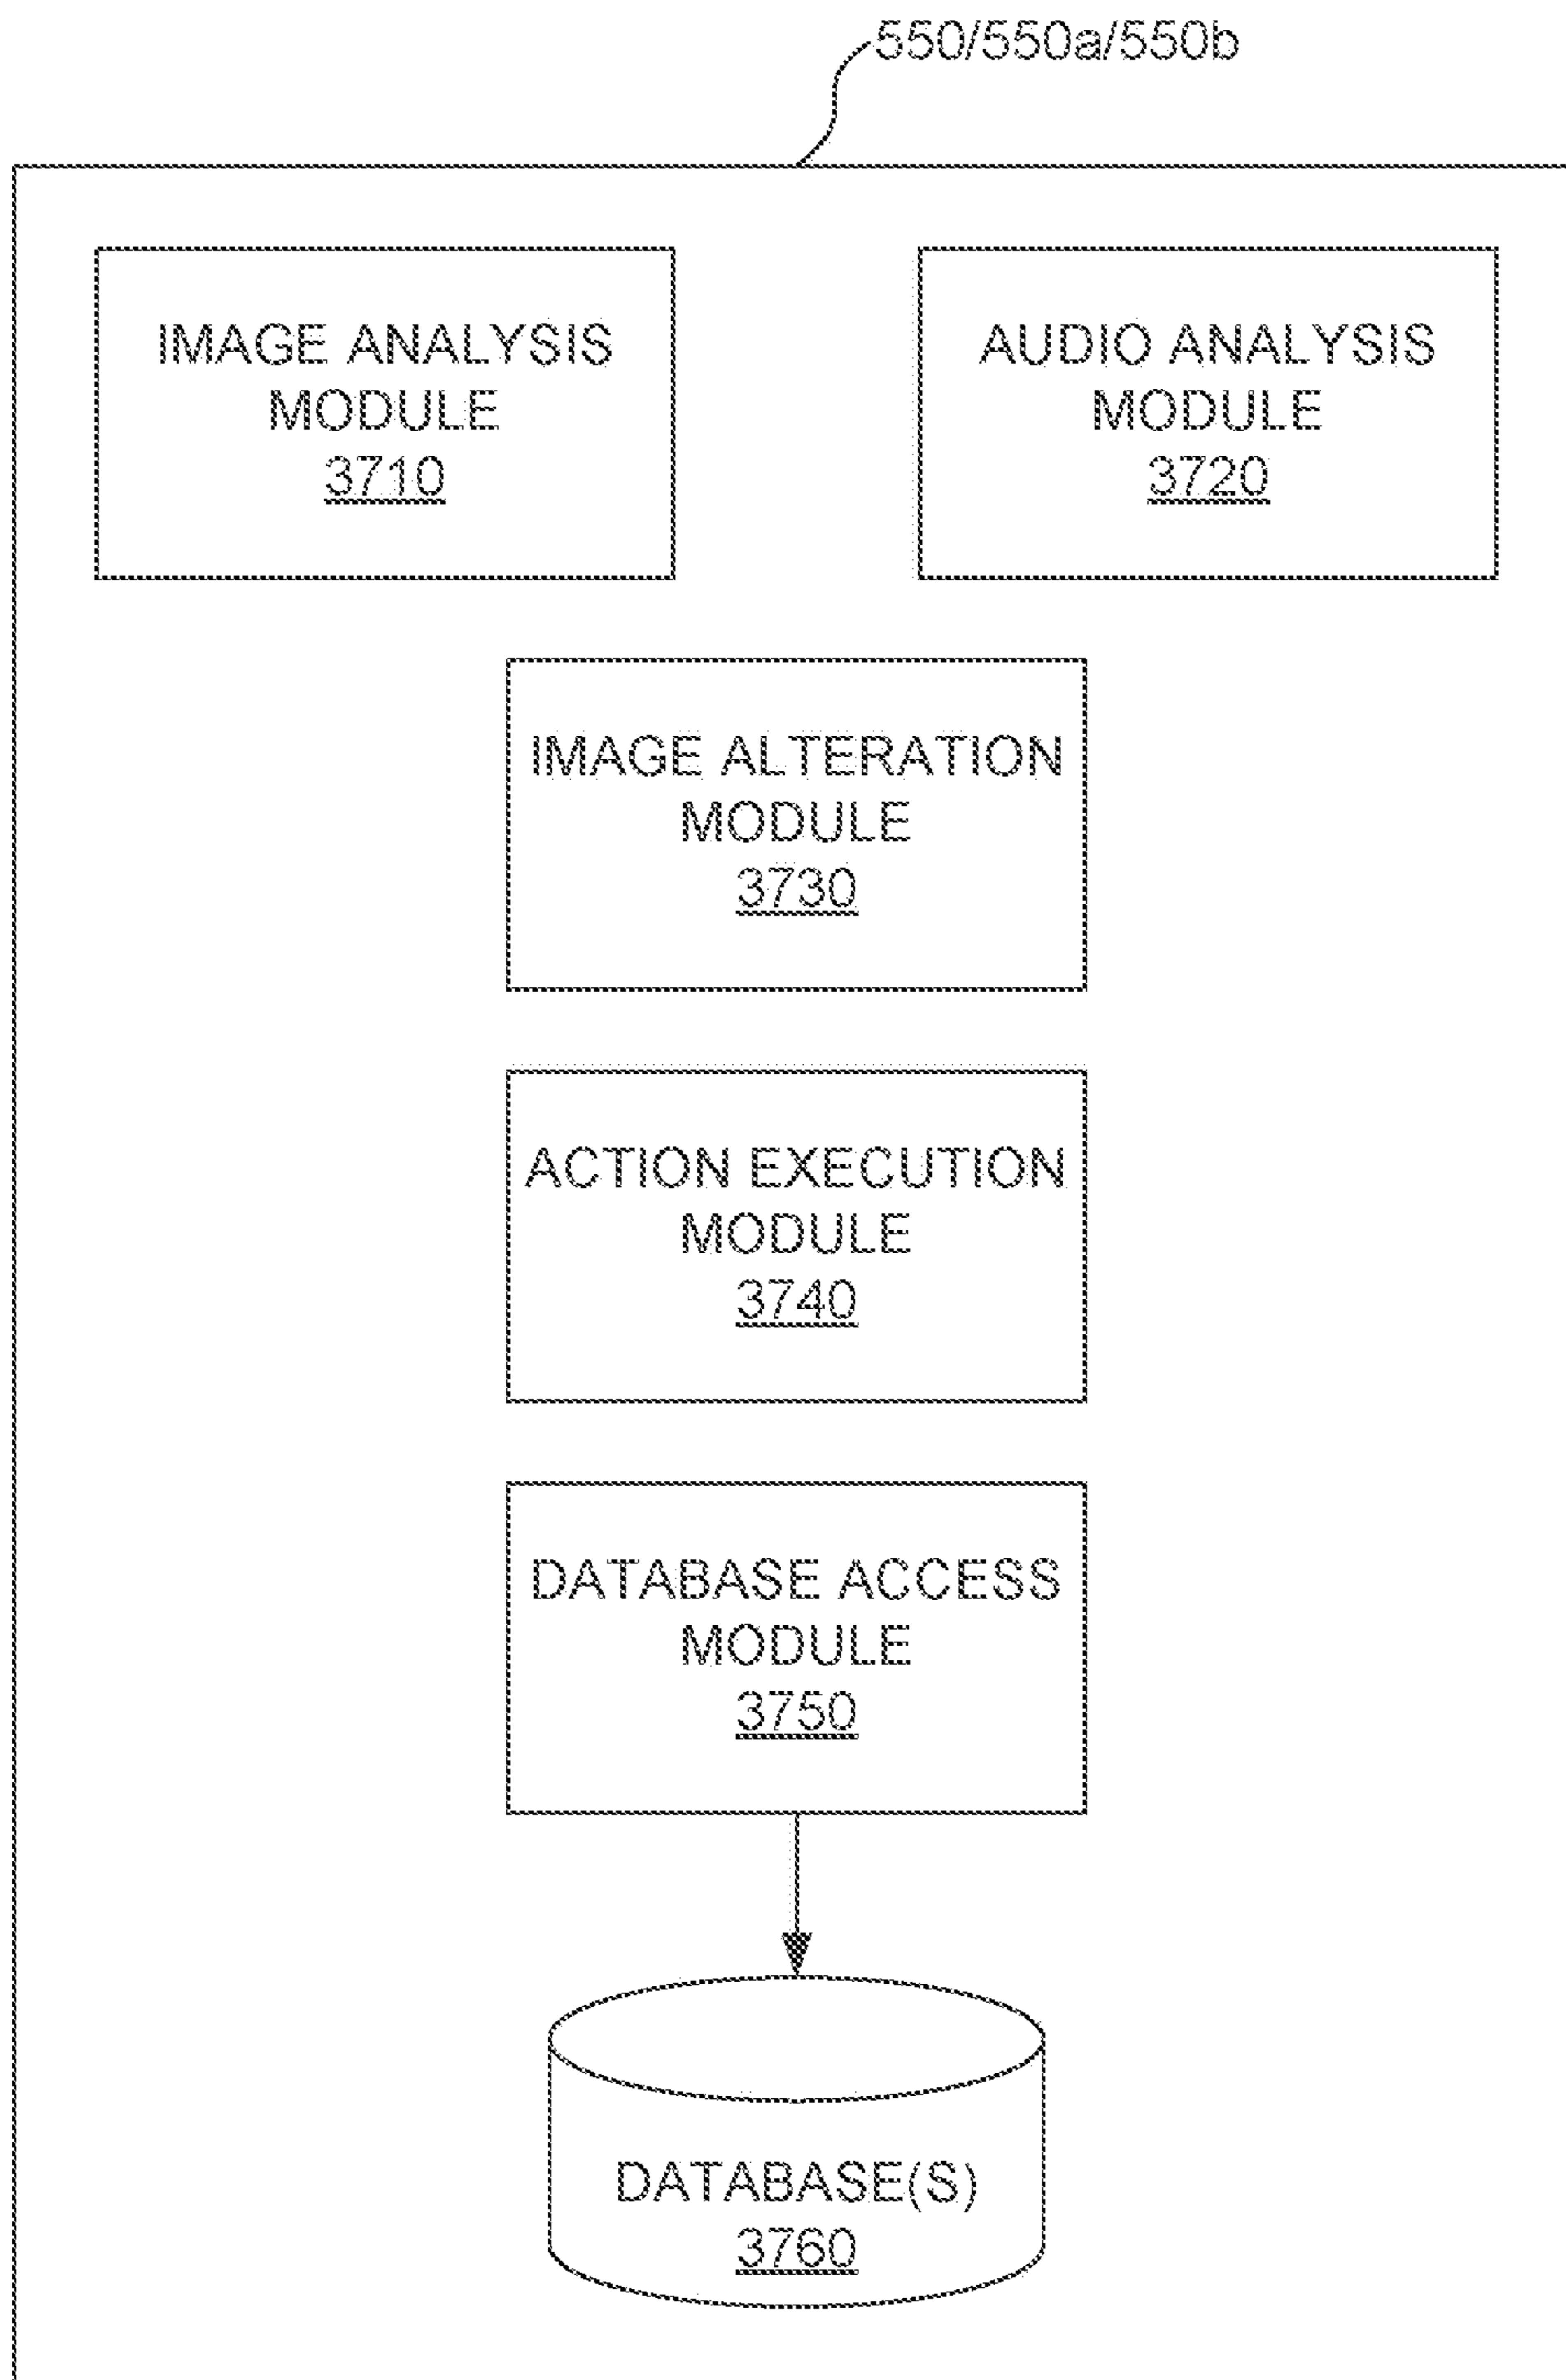 550/550a/550b
IMAGE ANALYSIS
MODULE
3710
AUDIO ANALYSIS
MODULE
3720
IMAGE ALTERATION
MODULE
3730
ACTION EXECUTION
MODULE
3740
DATABASE ACCESS
MODULE
3750
DATABASE(S)
3760